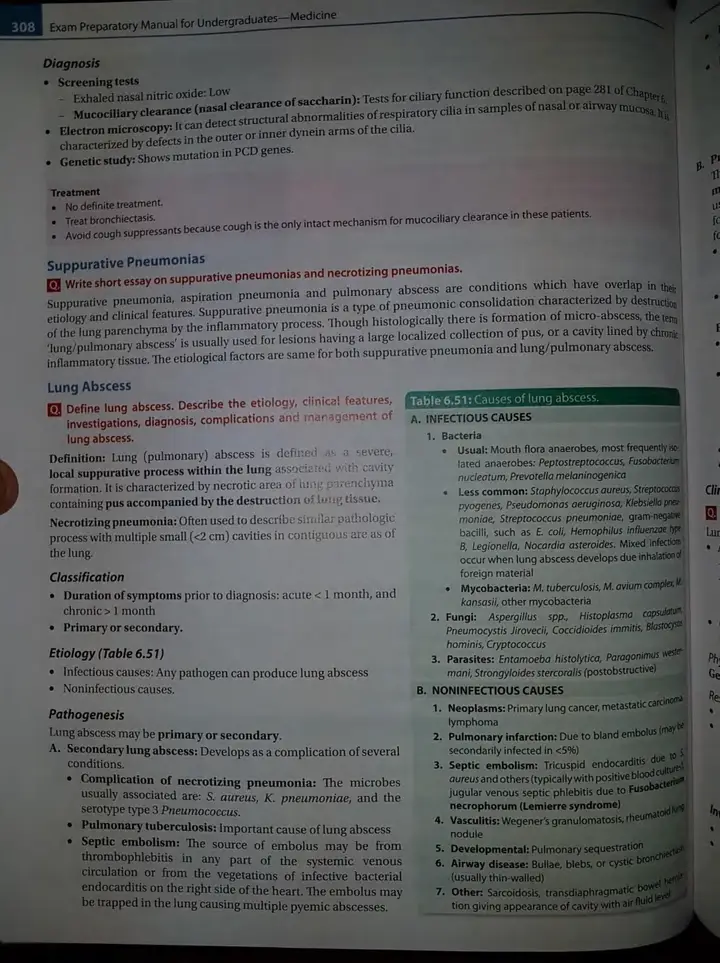 308
Exam Preparatory Manual for Undergraduates—Medicine
Diagnosis
• Screening tests
– Exhaled nasal nitric oxide: Low
– Mucociliary clearance (nasal clearance of saccharin): Tests for ciliary function described on page 281 of Chapter 6.
• Electron microscopy: It can detect structural abnormalities of respiratory cilia in samples of nasal or airway mucosa. It is
characterized by defects in the outer or inner dynein arms of the cilia.
• Genetic study: Shows mutation in PCD genes.
Treatment
• No definite treatment.
• Treat bronchiectasis.
• Avoid cough suppressants because cough is the only intact mechanism for mucociliary clearance in these patients.
Suppurative Pneumonias
Q. Write short essay on suppurative pneumonias and necrotizing pneumonias.
Suppurative pneumonia, aspiration pneumonia and pulmonary abscess are conditions which have overlap in their
etiology and clinical features. Suppurative pneumonia is a type of pneumonic consolidation characterized by destruction
of the lung parenchyma by the inflammatory process. Though histologically there is formation of micro-abscess, the term
'lung/pulmonary abscess' is usually used for lesions having a large localized collection of pus, or a cavity lined by chronic
inflammatory tissue. The etiological factors are same for both suppurative pneumonia and lung/pulmonary abscess.
Lung Abscess
Q. Define lung abscess. Describe the etiology, clinical features,
investigations, diagnosis, complications and management of
lung abscess.
Definition: Lung (pulmonary) abscess is defined as a severe,
local suppurative process within the lung associated with cavity
formation. It is characterized by necrotic area of lung parenchyma
containing pus accompanied by the destruction of lung tissue.
Necrotizing pneumonia: Often used to describe similar pathologic
process with multiple small (<2 cm) cavities in contiguous are as of
the lung.
Classification
• Duration of symptoms prior to diagnosis: acute < 1 month, and
chronic > 1 month
• Primary or secondary.
Etiology (Table 6.51)
• Infectious causes: Any pathogen can produce lung abscess
• Noninfectious causes.
Pathogenesis
Lung abscess may be primary or secondary.
A. Secondary lung abscess: Develops as a complication of several
conditions.
• Complication of necrotizing pneumonia: The microbes
usually associated are: S. aureus, K. pneumoniae, and the
serotype type 3 Pneumococcus.
• Pulmonary tuberculosis: Important cause of lung abscess
• Septic embolism: The source of embolus may be from
thrombophlebitis in any part of the systemic venous
circulation or from the vegetations of infective bacterial
endocarditis on the right side of the heart. The embolus may
be trapped in the lung causing multiple pyemic abscesses.
Table 6.51: Causes of lung abscess.
A. INFECTIOUS CAUSES
1. Bacteria
• Usual: Mouth flora anaerobes, most frequently iso-
lated anaerobes: Peptostreptococcus, Fusobacterium
nucleotum, Prevotella melaninogenica
• Less common: Staphylococcus aureus, Streptococcus
pyogenes, Pseudomonas aeruginosa, Klebsiella pneu-
moniae, Streptococcus pneumoniae, gram-negative
bacilli, such as E. coli, Hemophilus influenzae type
B, Legionella, Nocardia asteroides. Mixed infection
occur when lung abscess develops due inhalation of
foreign material
• Mycobacteria: M. tuberculosis, M. avium complex, M.
kansasii, other mycobacteria
2. Fungi: Aspergillus spp., Histoplasma capsulatum,
Pneumocystis Jirovecii, Coccidioides immitis, Blastocystis
hominis, Cryptococcus
3. Parasites: Entamoeba histolytica, Paragonimus wester-
mani, Strongyloides stercoralis (postobstructive)
B. NONINFECTIOUS CAUSES
1. Neoplasms: Primary lung cancer, metastatic carcinoma,
lymphoma
2. Pulmonary infarction: Due to bland embolus (may be
secondarily infected in <5%)
3. Septic embolism: Tricuspid endocarditis due to S.
aureus and others (typically with positive blood cultures),
jugular venous septic phlebitis due to Fusobacterium
necrophorum (Lemierre syndrome)
4. Vasculitis: Wegener's granulomatosis, rheumatoid lung
nodule
5. Developmental: Pulmonary sequestration
6. Airway disease: Bullae, blebs, or cystic bronchiectasis
(usually thin-walled)
7. Other: Sarcoidosis, transdiaphragmatic bowel hernia-
tion giving appearance of cavity with air fluid level